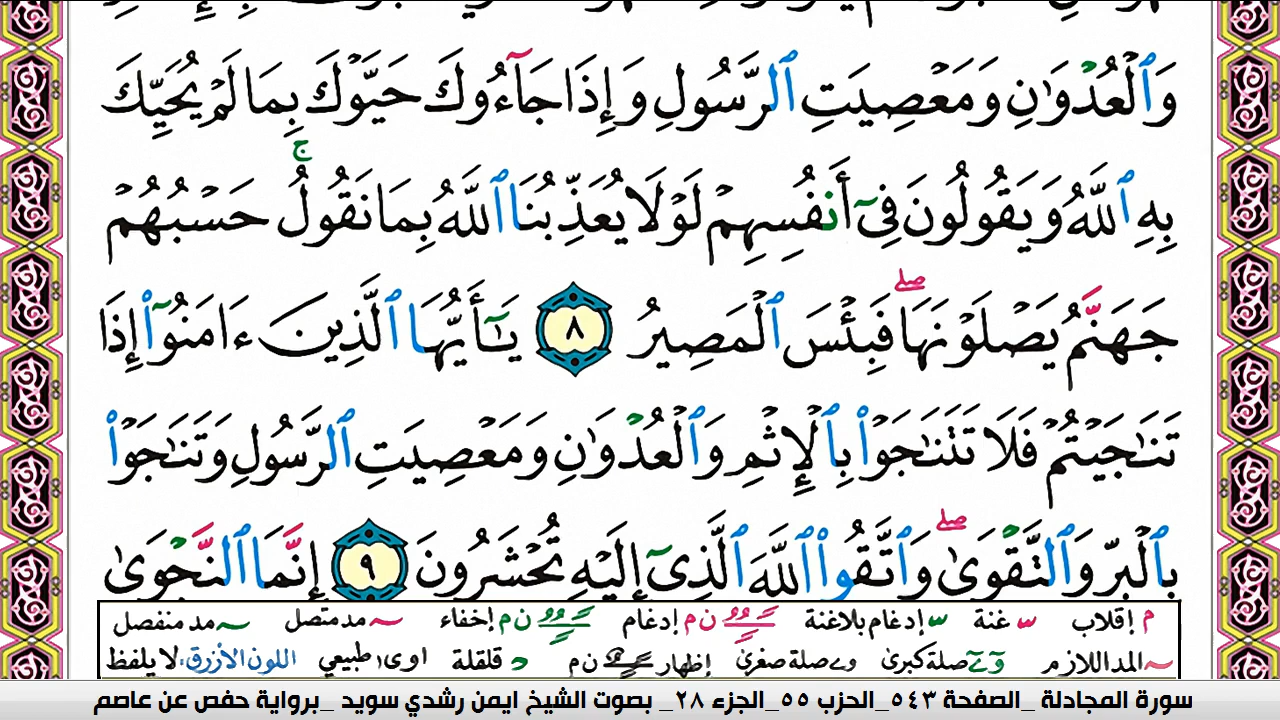 وَٱلْعُدْوَٰنِ وَمَعْصِيَتِ ٱلرَّسُولِ وَإِذَا جَآءُوكَ حَيَّوْكَ بِمَا لَمْ يُحَيِّكَ
بِهِ ٱللَّهُ وَيَقُولُونَ فِىٓ أَنفُسِهِمْ لَوْلَا يُعَذِّبُنَا ٱللَّهُ بِمَا نَقُولُ ۚ حَسْبُهُمْ
جَهَنَّمُ يَصْلَوْنَهَا ۖ فَبِئْسَ ٱلْمَصِيرُ ٨ يَـٰٓأَيُّهَا ٱلَّذِينَ ءَامَنُوٓا۟ إِذَا
تَنَـٰجَيْتُمْ فَلَا تَتَنَـٰجَوْا۟ بِٱلْإِثْمِ وَٱلْعُدْوَٰنِ وَمَعْصِيَتِ ٱلرَّسُولِ وَتَنَـٰجَوْا۟
بِٱلْبِرِّ وَٱلتَّقْوَىٰ ۖ وَٱتَّقُوا۟ ٱللَّهَ ٱلَّذِىٓ إِلَيْهِ تُحْشَرُونَ ٩ إِنَّمَا ٱلنَّجْوَىٰ
م إقلاب س غنة س إدغام بلاغنة ن م إدغام ن م إخفاء مد متصل مد منفصل
المد اللازم صلة كبرى وے صلة صغرى إظهار ن م د قلقلة اوى١ طبيعي اللون الأزرق: لا يلفظ
سورة المجادلة _الصفحة ٥٤٣_الحزب ٥٥_الجزء ٢٨_ بصوت الشيخ ايمن رشدي سويد _برواية حفص عن عاصم